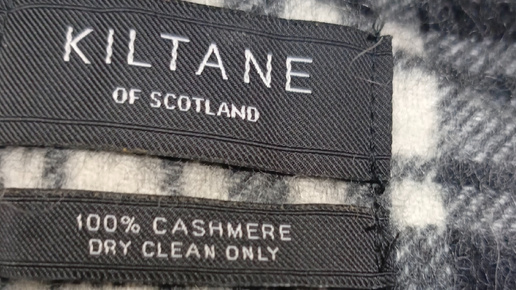 KILTANE
OF SCOTLAND
100% CASHMERE
DRY CLEAN ONLY